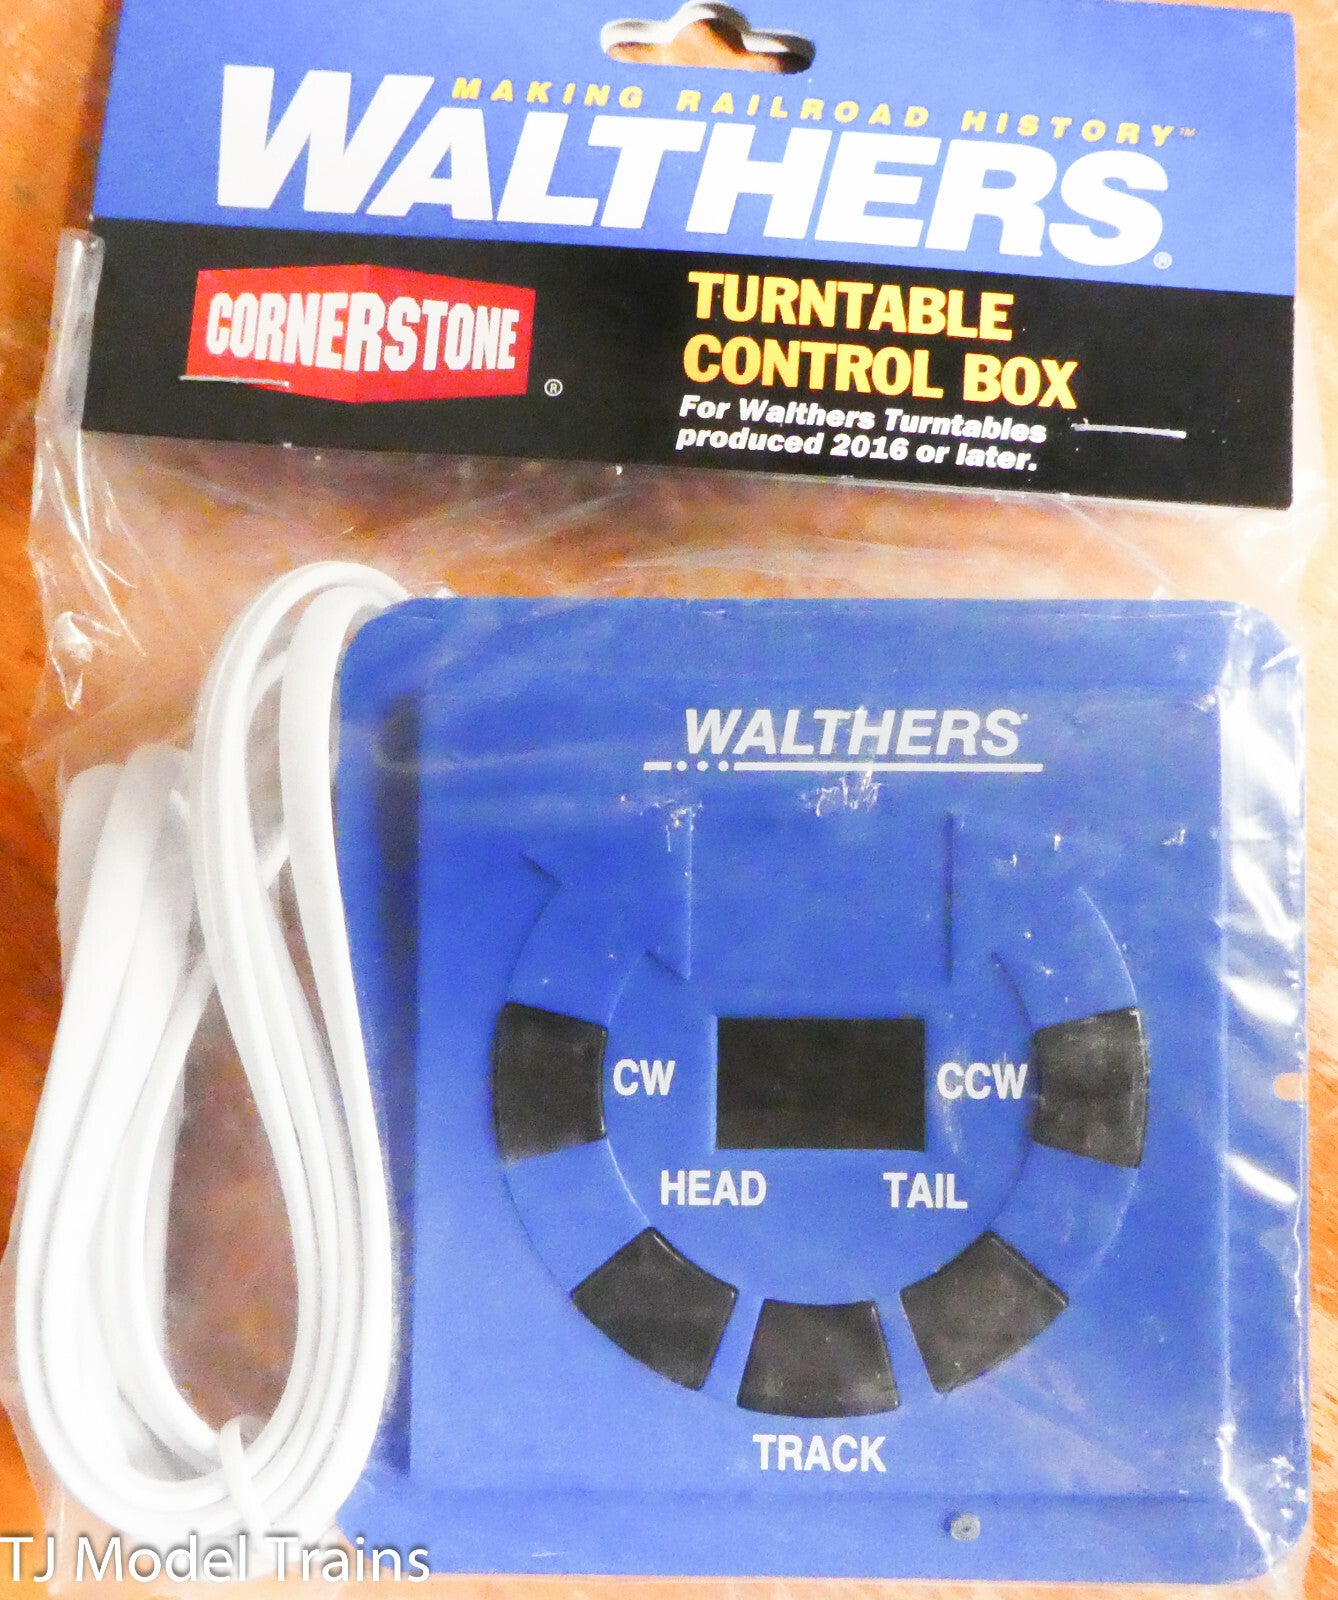 MAKING RAILROAD HISTORY™
WALTHERS®
CORNERSTONE®
TURNTABLE
CONTROL BOX
For Walthers Turntables
produced 2016 or later.
WALTHERS
CW
CCW
HEAD
TAIL
TRACK
TJ Model Trains